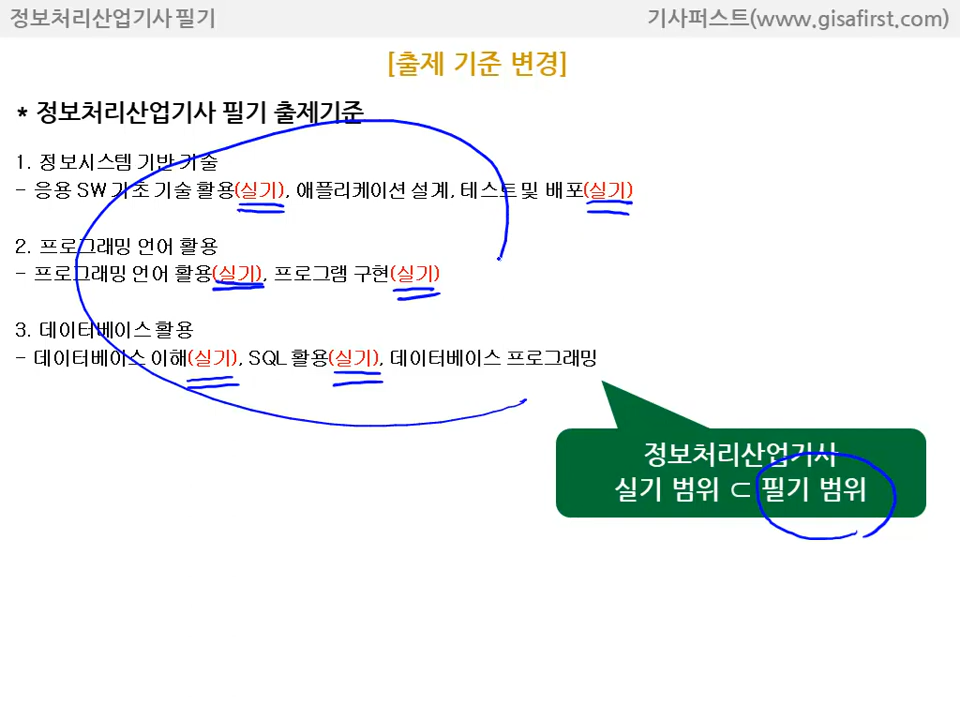 정보처리산업기사 필기
기사퍼스트(www.gisafirst.com)
[출제 기준 변경]
* 정보처리산업기사 필기 출제기준
1. 정보시스템 기반 기술
- 응용 SW 기초 기술 활용(실기), 애플리케이션 설계, 테스트 및 배포(실기)
2. 프로그래밍 언어 활용
- 프로그래밍 언어 활용(실기), 프로그램 구현(실기)
3. 데이터베이스 활용
- 데이터베이스 이해(실기), SQL 활용(실기), 데이터베이스 프로그래밍
정보처리산업기사
실기 범위 ⊂ 필기 범위